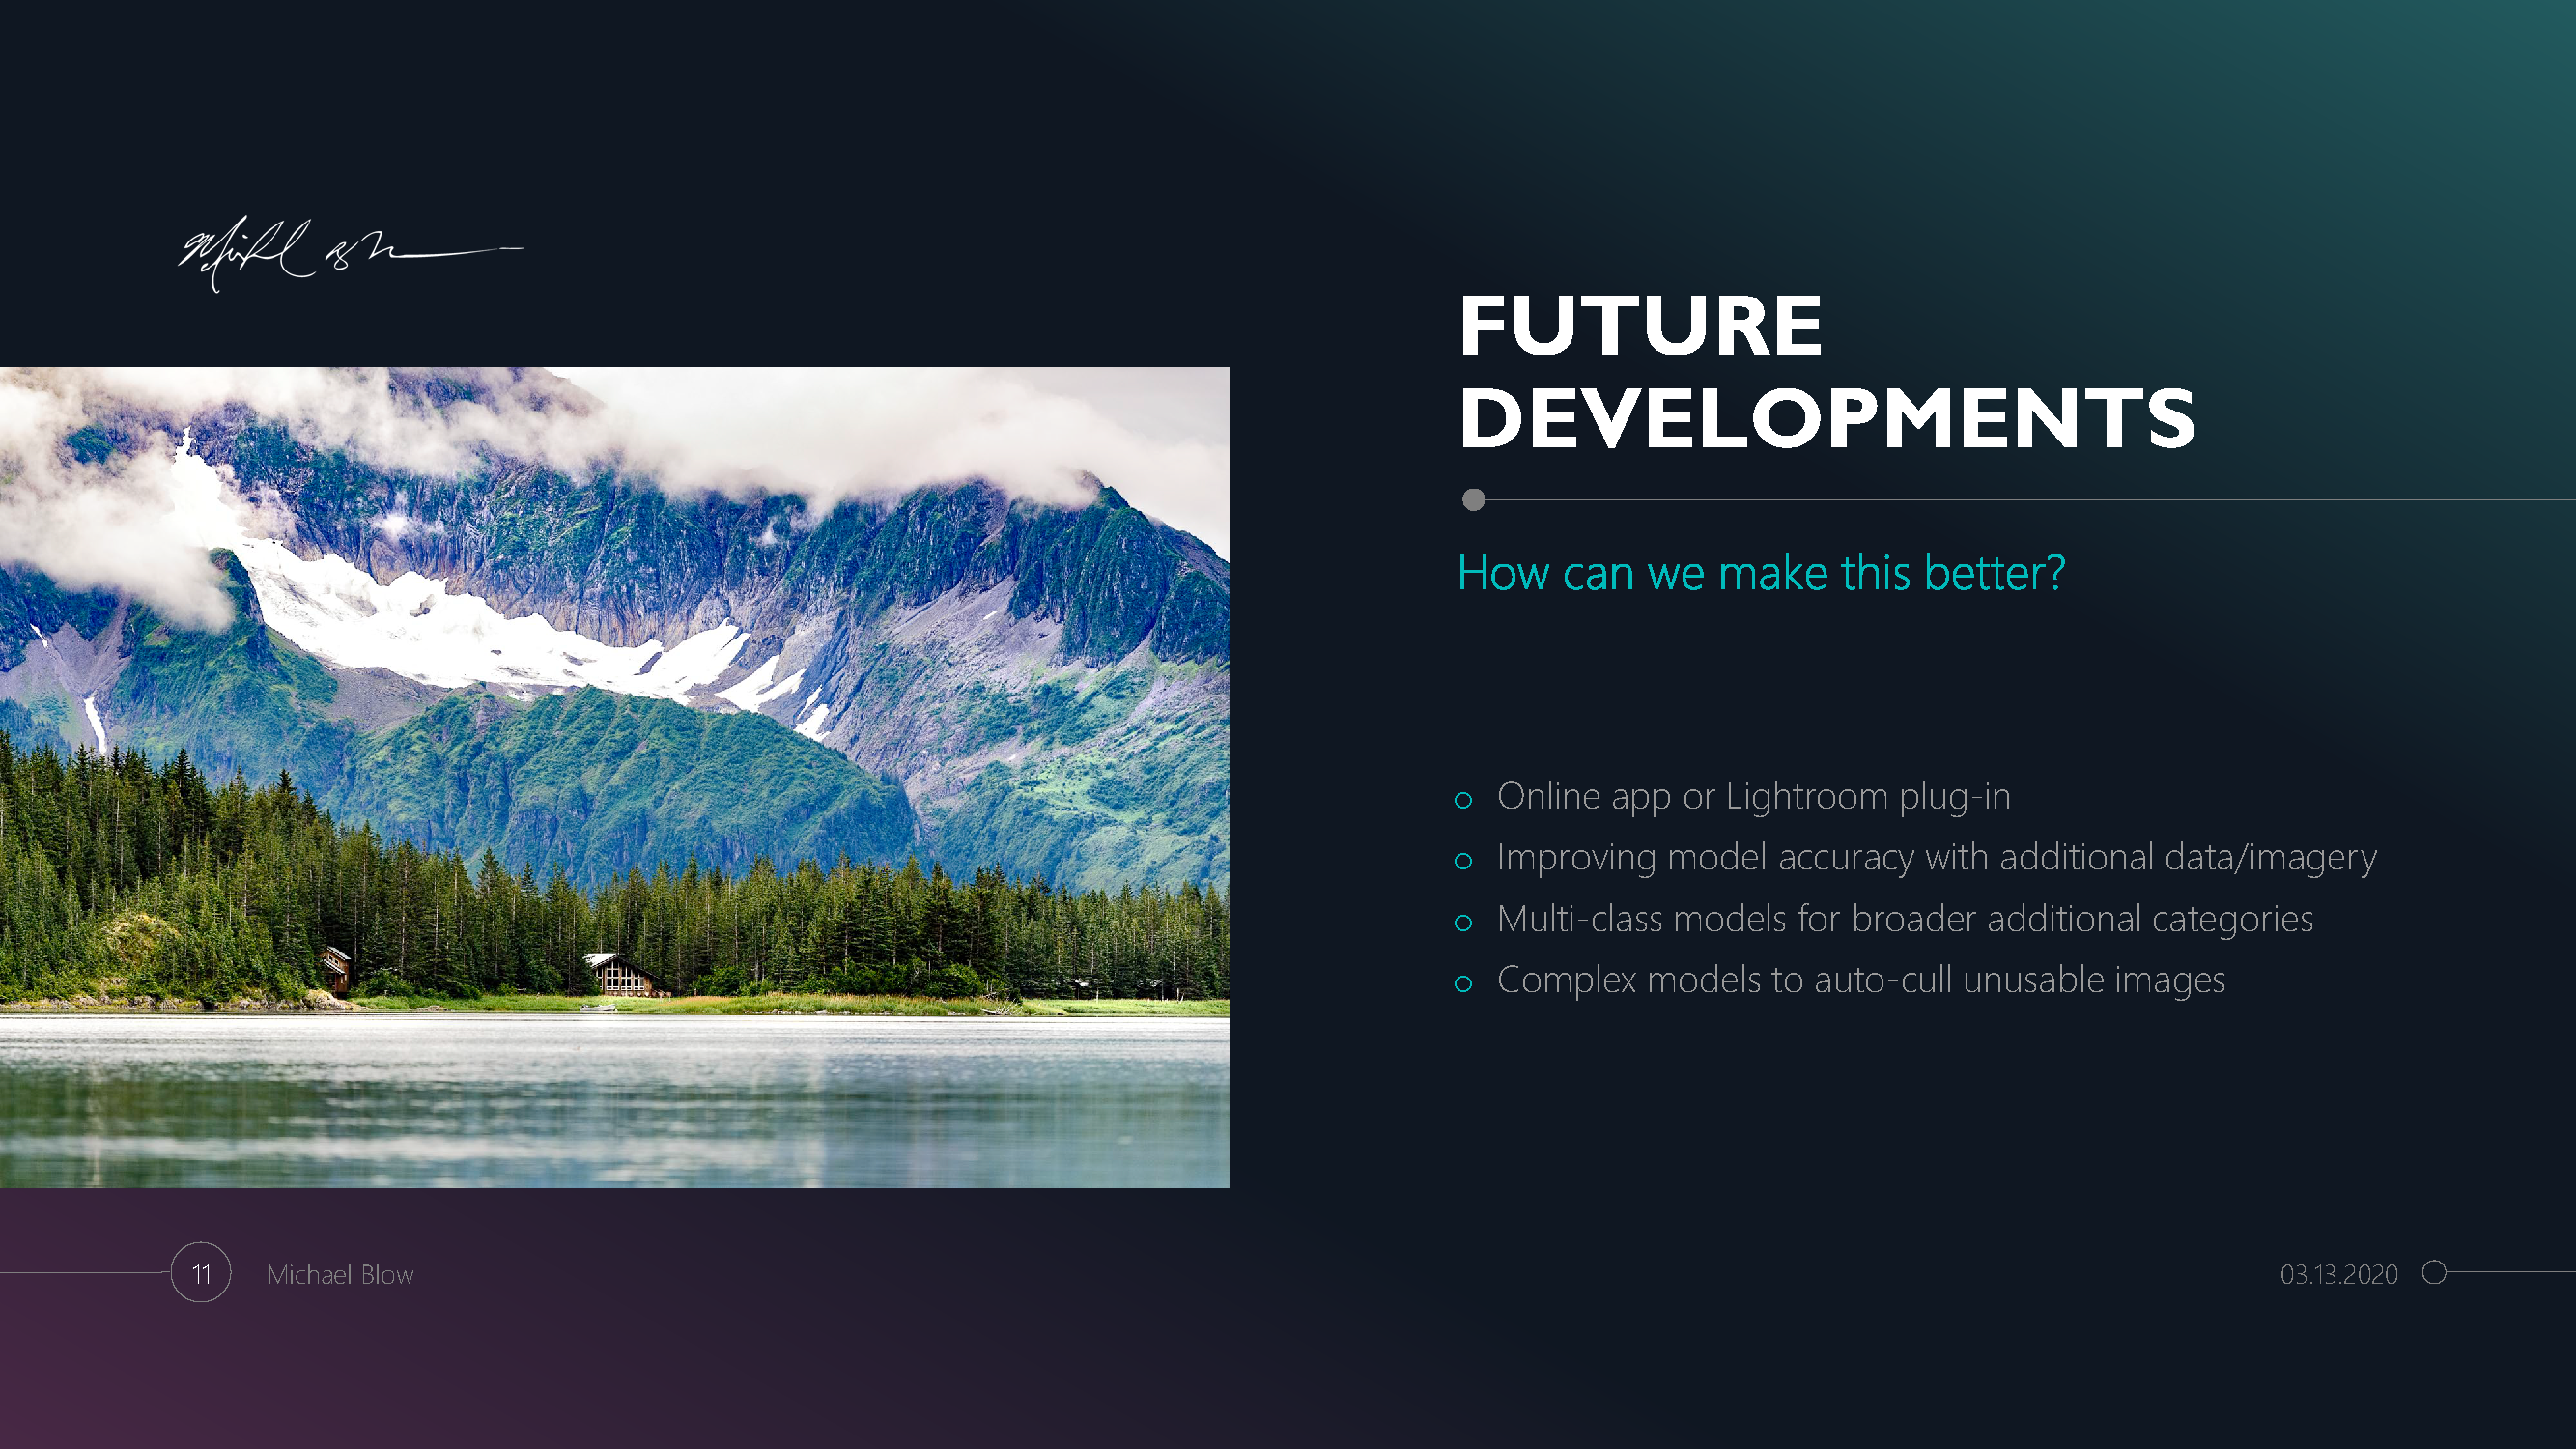 FUTURE
DEVELOPMENTS
How can we make this better?
Online app or Lightroom plug-in
Improving model accuracy with additional data/imagery
Multi-class models for broader additional categories
Complex models to auto-cull unusable images
11
Michael Blow
03.13.2020